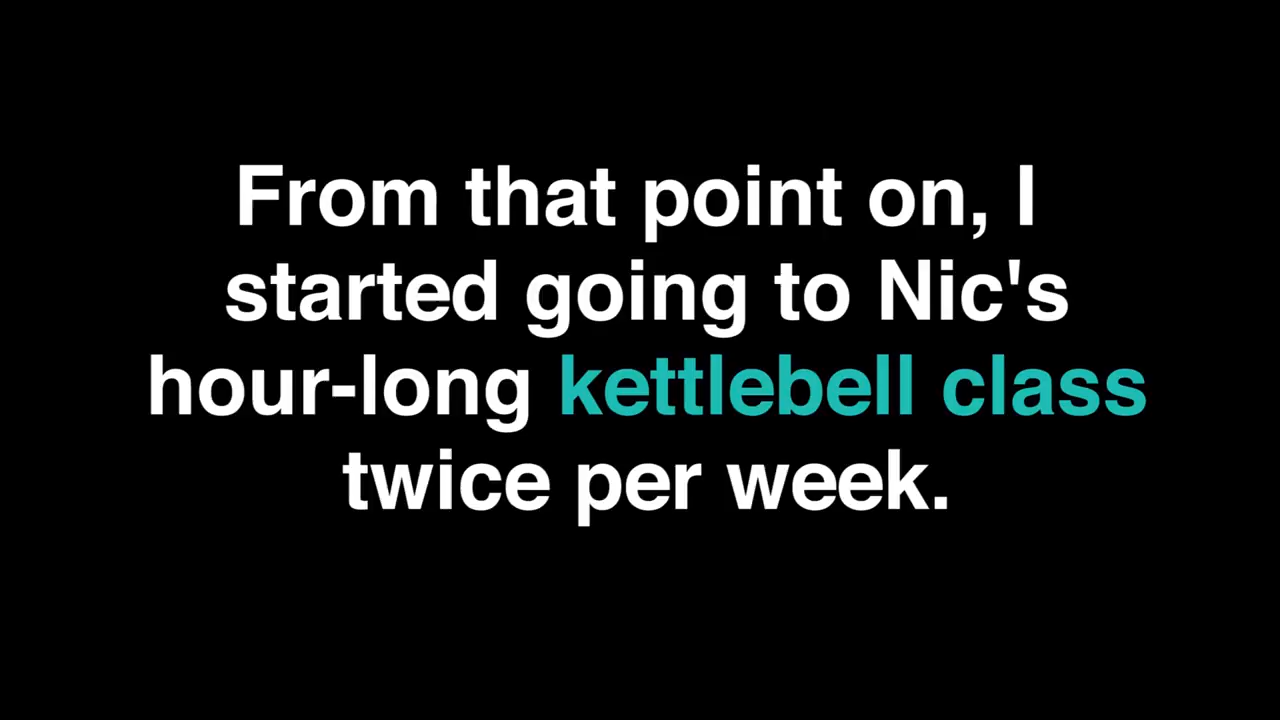 From that point on, I
started going to Nic's
hour-long kettlebell class
twice per week.